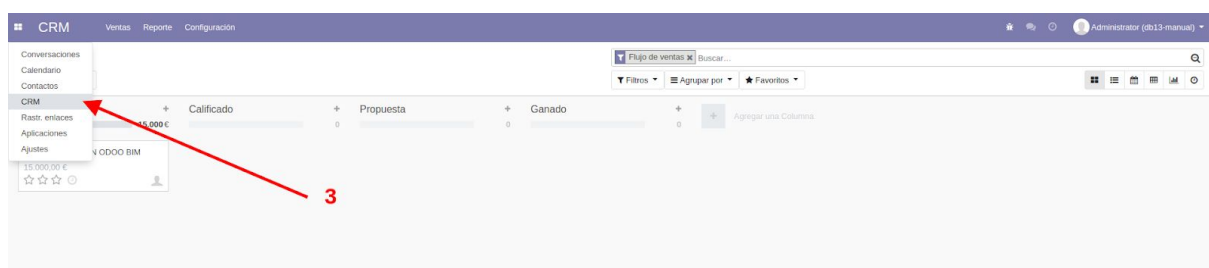 CRM Ventas Reporte Configuración Administrator (db13-manual)
Conversaciones
Calendario
Contactos
CRM
Rastr. enlaces
Aplicaciones
Ajustes
Flujo de ventas x Buscar...
Filtros Agrupar por Favoritos
+ Calificado + Propuesta + Ganado + + Agregar una Columna
15.000 € 0 0 0
ODOO BIM
15.000,00 €
3